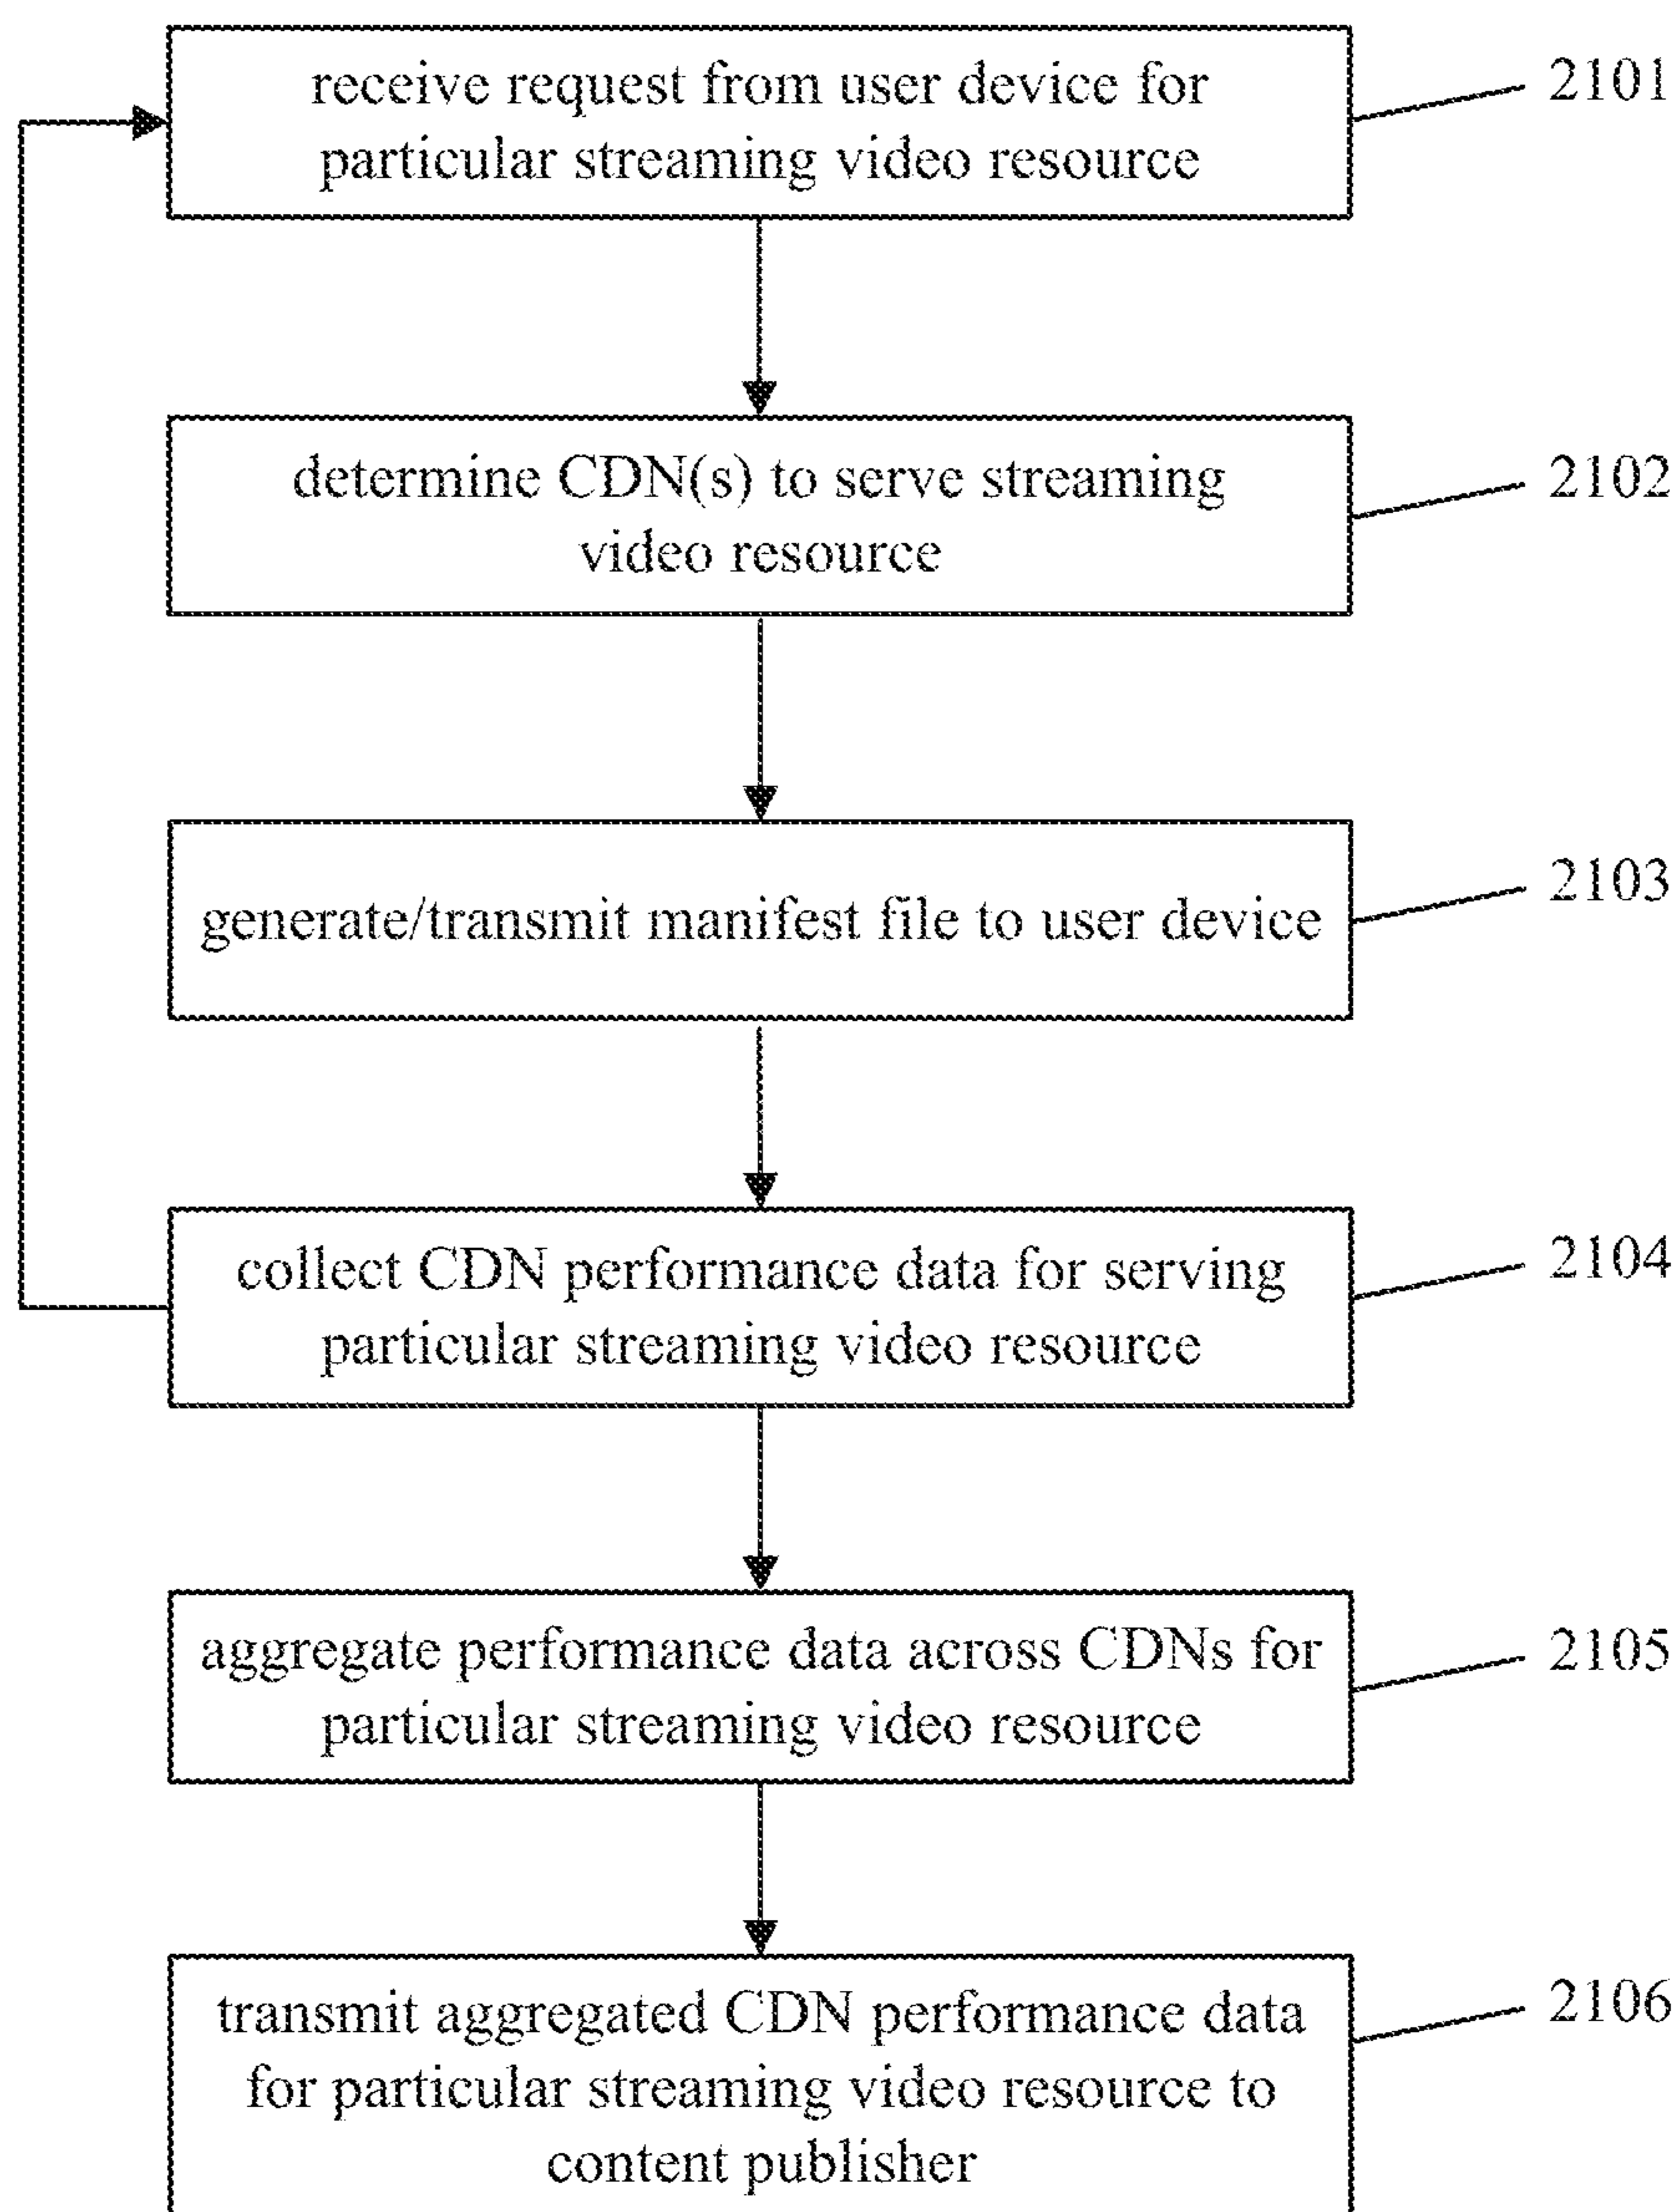 receive request from user device for
particular streaming video resource
2101
determine CDN(s) to serve streaming
video resource
2102
generate/transmit manifest file to user device
2103
collect CDN performance data for serving
particular streaming video resource
2104
aggregate performance data across CDNs for
particular streaming video resource
2105
transmit aggregated CDN performance data
for particular streaming video resource to
content publisher
2106